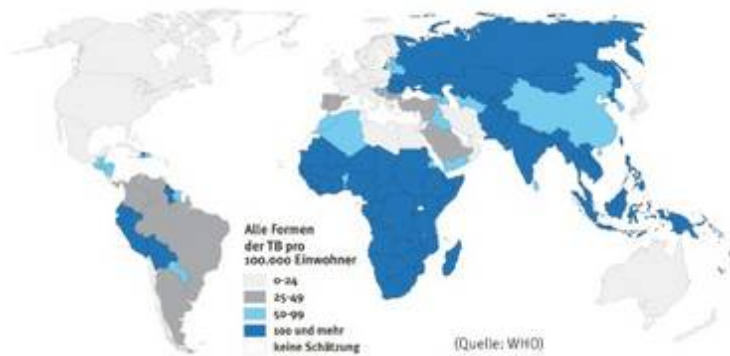 Alle Formen
der TB pro
100.000 Einwohner
0-24
25-49
50-99
100 und mehr
keine Schätzung
(Quelle: WHO)